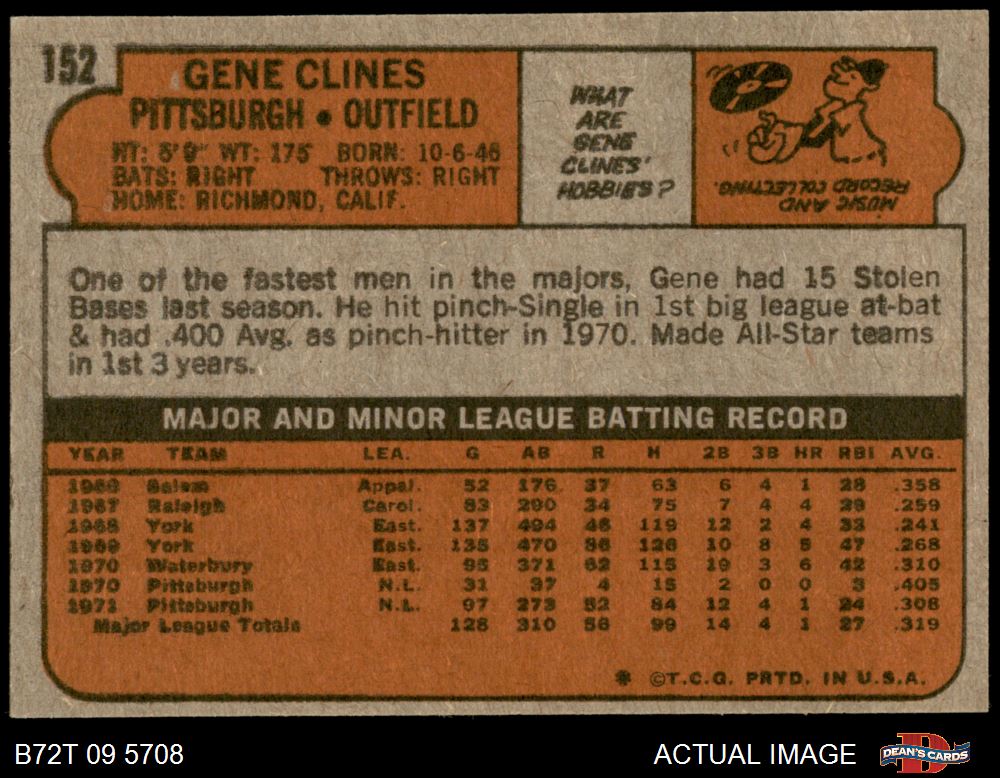 152
GENE CLINES
PITTSBURGH • OUTFIELD
HT: 5'9" WT: 175 BORN: 10-6-46
BATS: RIGHT THROWS: RIGHT
HOME: RICHMOND, CALIF.
WHAT
ARE
GENE
CLINES'
HOBBIES?
MUSIC AND
RECORD COLLECTING.
One of the fastest men in the majors, Gene had 15 Stolen
Bases last season. He hit pinch-Single in 1st big league at-bat
& had .400 Avg. as pinch-hitter in 1970. Made All-Star teams
in 1st 3 years.
MAJOR AND MINOR LEAGUE BATTING RECORD
YEAR TEAM LEA. G AB R H 2B 3B HR RBI AVG.
1966 Salem Appal. 52 176 37 63 6 4 1 28 .358
1967 Raleigh Carol. 83 290 34 75 7 4 4 29 .259
1968 York East. 137 494 46 119 12 2 4 33 .241
1969 York East. 135 470 56 126 10 8 5 47 .268
1970 Waterbury East. 95 371 62 115 19 3 6 42 .310
1970 Pittsburgh N.L. 31 37 4 15 2 0 0 3 .405
1971 Pittsburgh N.L. 97 273 52 84 12 4 1 24 .308
Major League Totals 128 310 56 99 14 4 1 27 .319
* ©T.C.G. PRTD. IN U.S.A.
B72T 09 5708 ACTUAL IMAGE DEAN'S CARDS